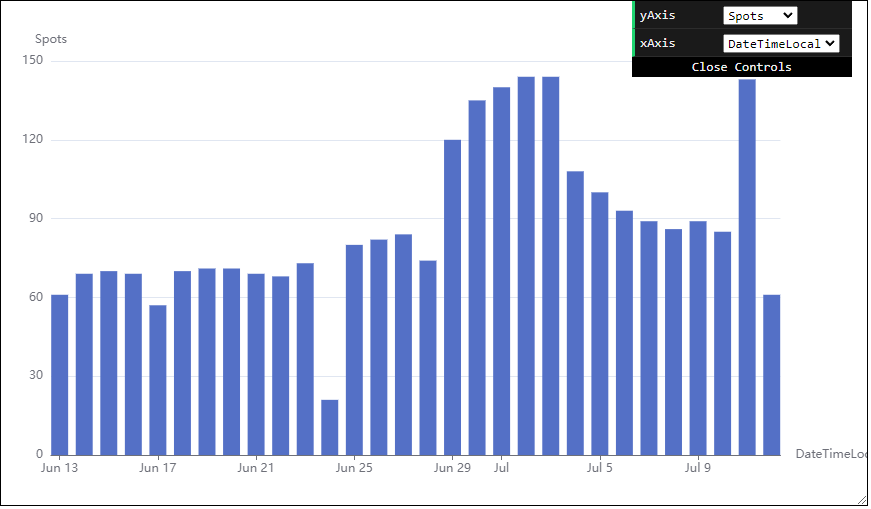 yAxis Spots
xAxis DateTimeLocal
Close Controls
Spots
150
120
90
60
30
0
Jun 13 Jun 17 Jun 21 Jun 25 Jun 29 Jul Jul 5 Jul 9
DateTimeLoc